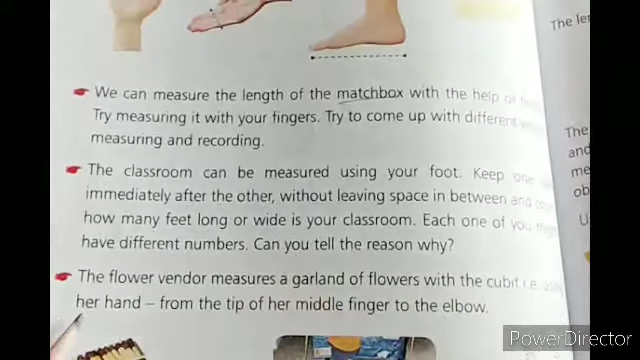 The
We can measure the length of the matchbox with the help of
Try measuring it with your fingers. Try to come up with different
measuring and recording.
The classroom can be measured using your foot. Keep one
immediately after the other, without leaving space in between and
how many feet long or wide is your classroom. Each one of you
have different numbers. Can you tell the reason why?
The flower vendor measures a garland of flowers with the cubit i.e.
her hand – from the tip of her middle finger to the elbow.
The
and
PowerDirector